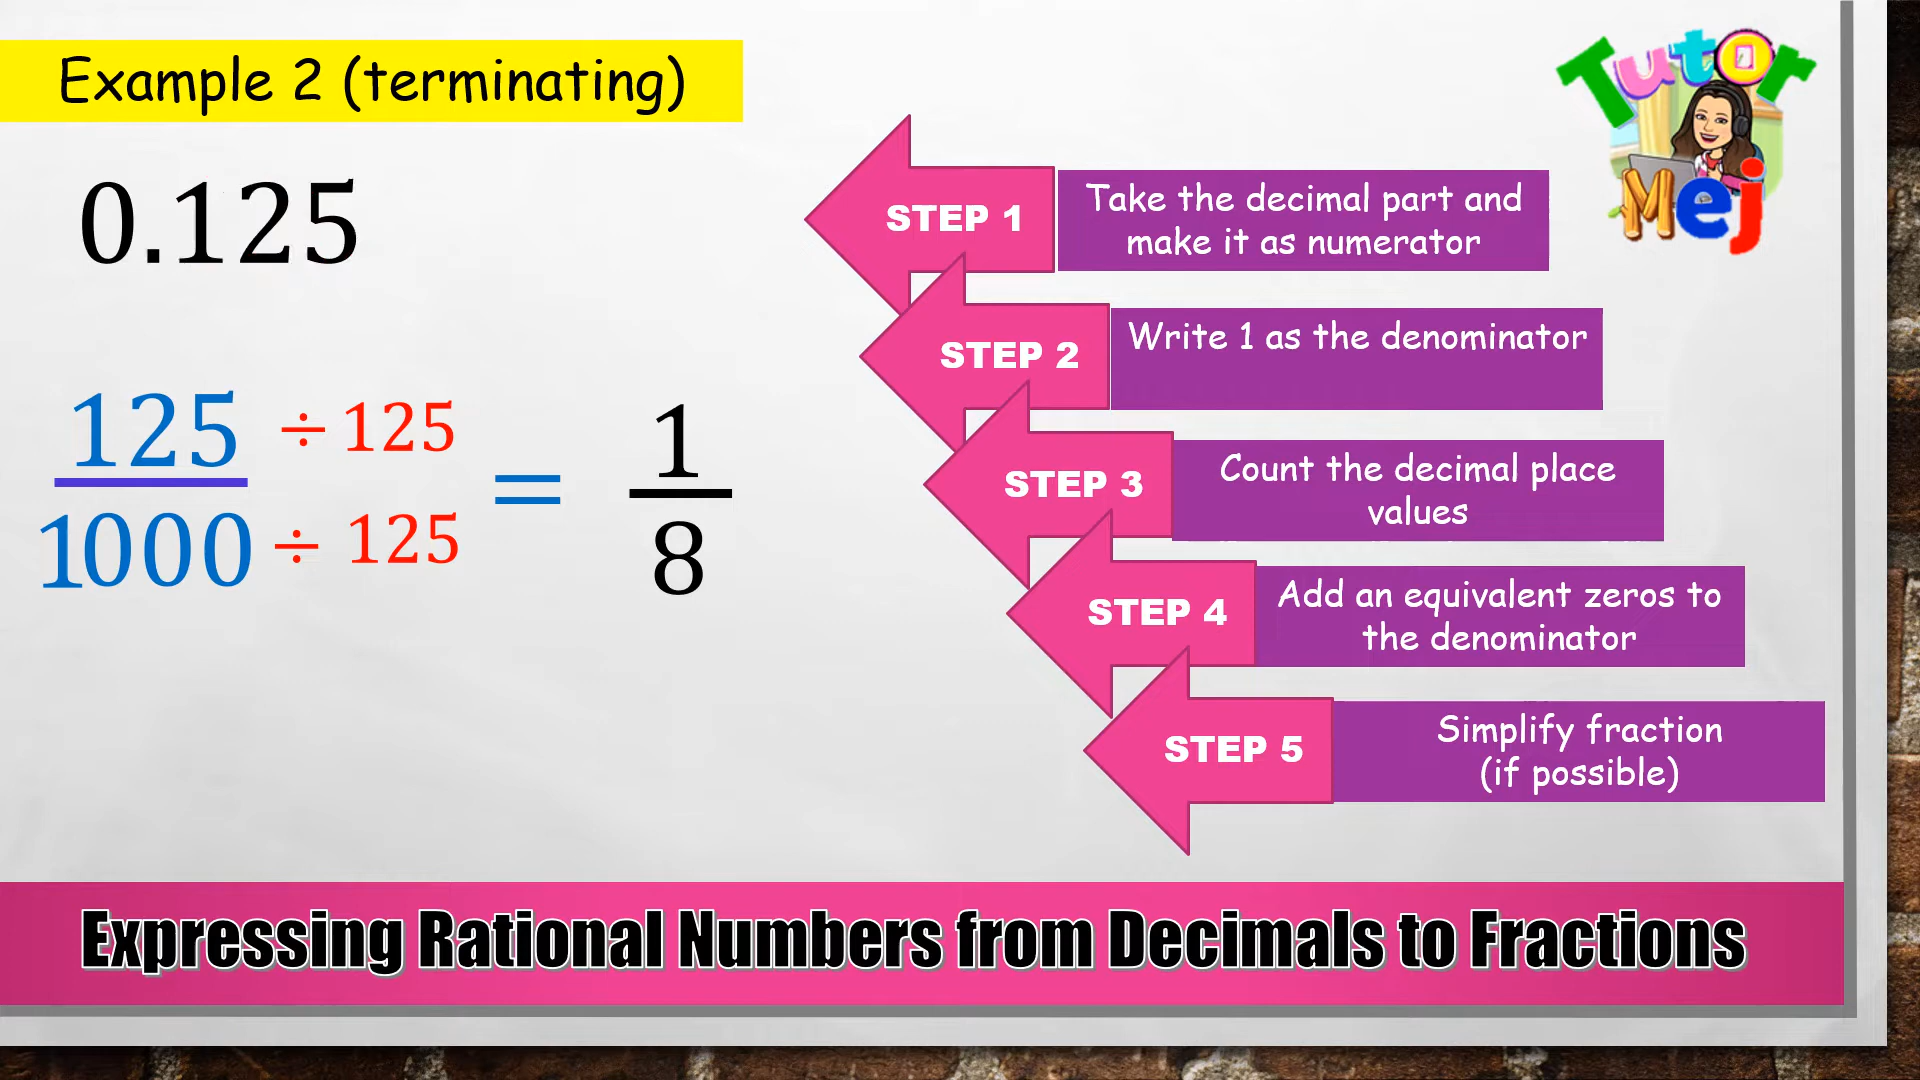 Example 2 (terminating)
Tutor
Mej
0.125
STEP 1
Take the decimal part and
make it as numerator
STEP 2
Write 1 as the denominator
125 ÷ 125
1000 ÷ 125
=
1
8
STEP 3
Count the decimal place
values
STEP 4
Add an equivalent zeros to
the denominator
STEP 5
Simplify fraction
(if possible)
Expressing Rational Numbers from Decimals to Fractions